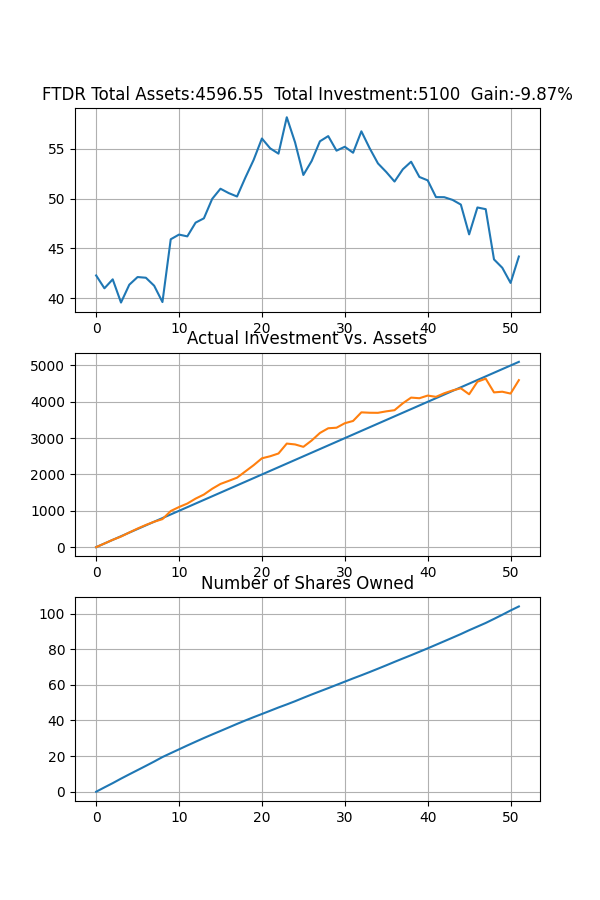 FTDR Total Assets:4596.55  Total Investment:5100  Gain:-9.87%
55
50
45
40
0 10 20 30 40 50
Actual Investment vs. Assets
5000
4000
3000
2000
1000
0
0 10 20 30 40 50
Number of Shares Owned
100
80
60
40
20
0
0 10 20 30 40 50